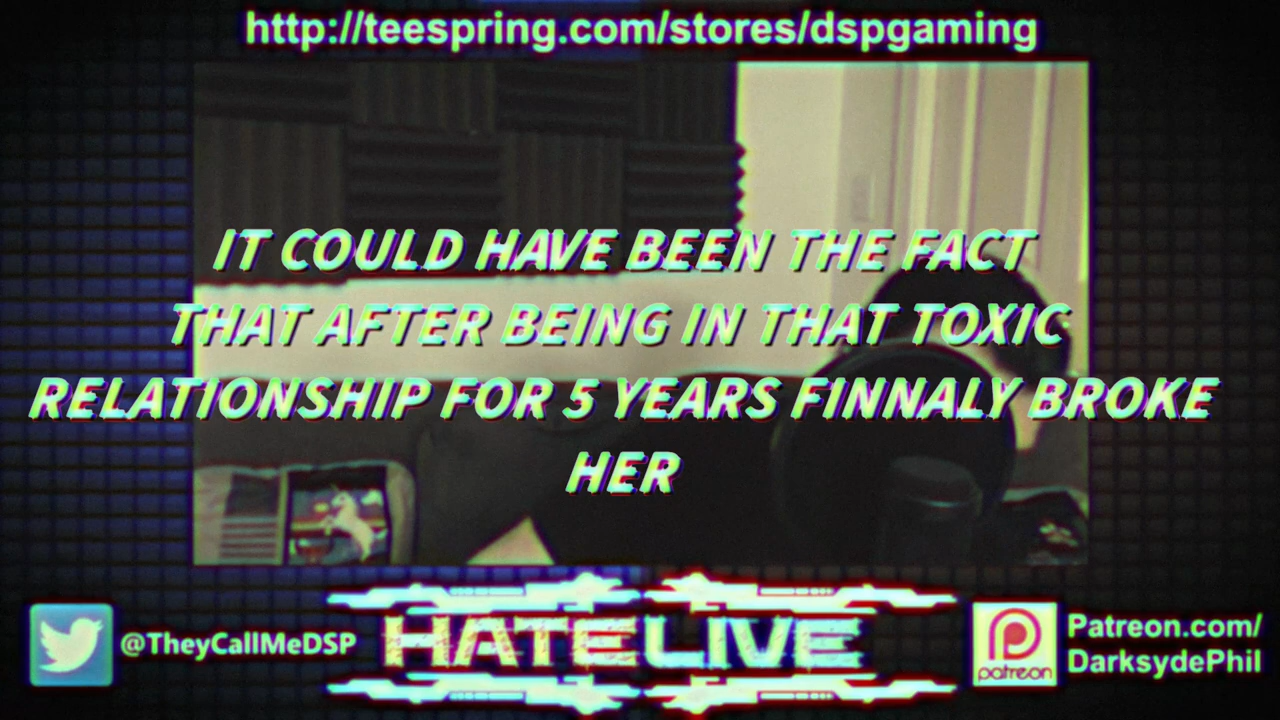 http://teespring.com/stores/dspgaming
IT COULD HAVE BEEN THE FACT
THAT AFTER BEING IN THAT TOXIC
RELATIONSHIP FOR 5 YEARS FINNALY BROKE
HER
@TheyCallMeDSP
HATELIVE
patreon
Patreon.com/
DarksydePhil